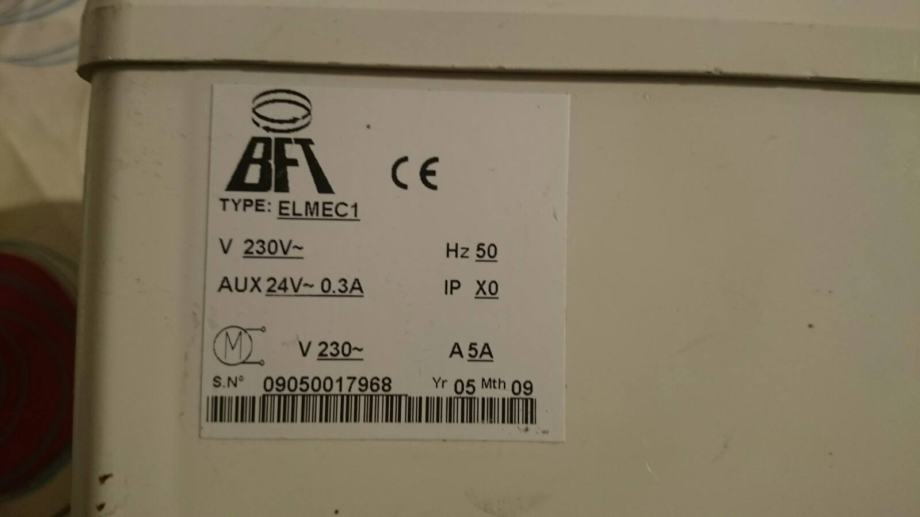 BFT
CE
TYPE: ELMEC1
V 230V~ Hz 50
AUX 24V~ 0.3A IP X0
M V 230~ A 5A
S.N° 09050017968 Yr 05 Mth 09